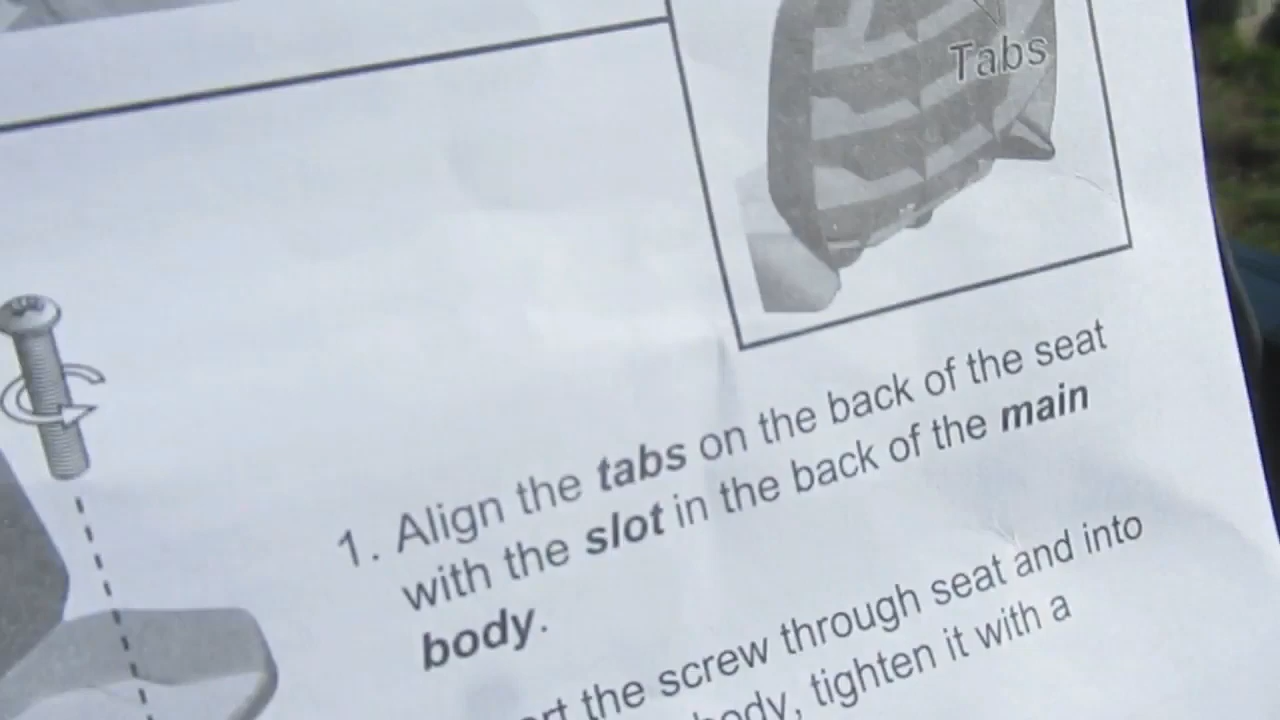 Tabs
1. Align the tabs on the back of the seat
with the slot in the back of the main
body.
the screw through seat and into
body, tighten it with a